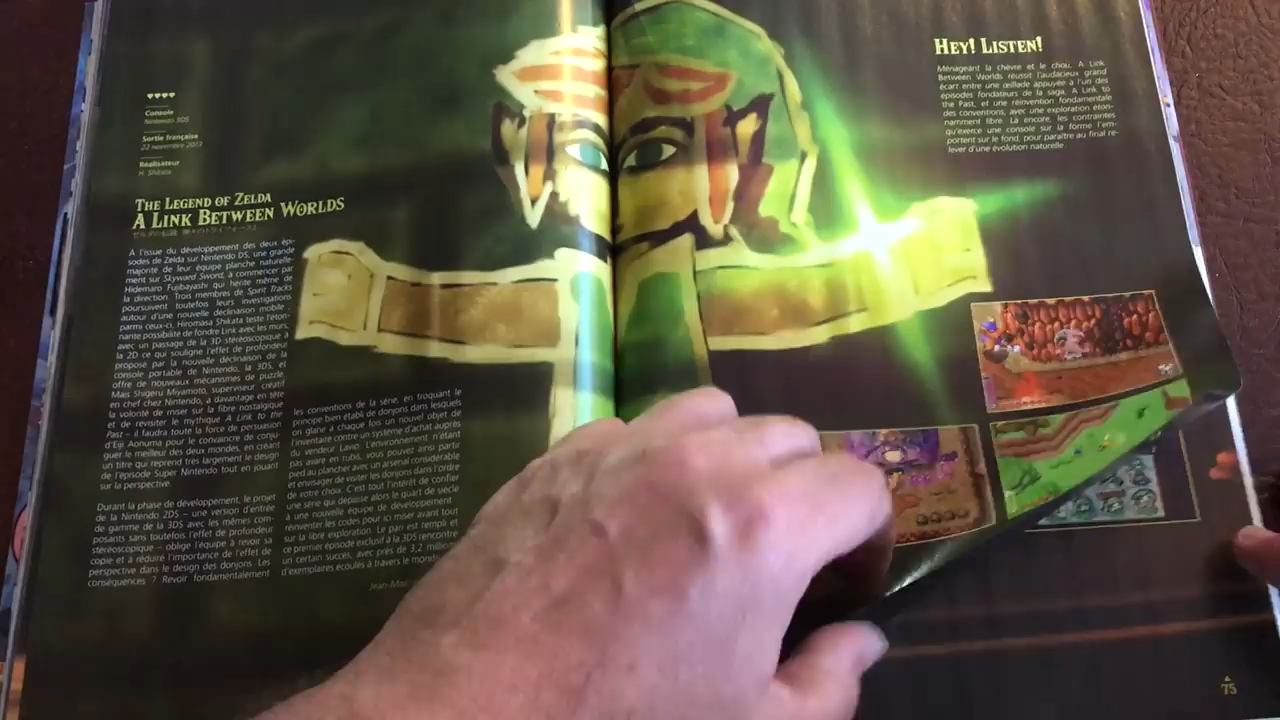 ♥♥♥♥
Console
Nintendo 3DS
Sortie française
22 novembre 2013
Réalisateur
H. Shikata
THE LEGEND OF ZELDA
A LINK BETWEEN WORLDS
À l'issue du développement des deux épi-
sodes de Zelda sur Nintendo DS, une grande
majorité de leur équipe planche naturelle-
ment sur Skyward Sword, à commencer par
Hidemaro Fujibayashi qui hérite même de
la direction. Trois membres de Spirit Tracks
poursuivent toutefois leurs investigations
autour d'une nouvelle déclinaison mobile ;
parmi ceux-ci, Hiromasa Shikata teste l'éton-
nante possibilité de fondre Link avec les murs,
avec un passage de la 3D stéréoscopique à
la 2D ce qui souligne l'effet de profondeur
proposé par la nouvelle déclinaison de la
console portable de Nintendo, la 3DS, et
offre de nouveaux mécanismes de puzzle.
Mais Shigeru Miyamoto, superviseur créatif
en chef chez Nintendo, a davantage en tête
la volonté de miser sur la fibre nostalgique
et de revisiter le mythique A Link to the
Past – il faudra toute la force de persuasion
d'Eiji Aonuma pour le convaincre de conju-
guer le meilleur des deux mondes, en créant
un titre qui reprend très largement le design
de l'épisode Super Nintendo tout en jouant
sur la perspective.
Durant la phase de développement, le projet
de la Nintendo 2DS – une version d'entrée
de gamme de la 3DS avec les mêmes com-
posants sans toutefois l'effet de profondeur
stéréoscopique – oblige l'équipe à revoir sa
copie et à réduire l'importance de l'effet de
perspective dans le design des donjons. Les
conséquences ? Revoir fondamentalement
les conventions de la série, en troquant le
principe bien établi de donjons dans lesquels
on glane à chaque fois un nouvel objet de
l'inventaire contre un système d'achat auprès
du vendeur Lavio. L'environnement n'étant
pas avare en rubis, vous pouvez ainsi partir
pied au plancher avec un arsenal considérable
et envisager de visiter les donjons dans l'ordre
de votre choix. C'est tout l'intérêt de confier
une série qui dépasse alors le quart de siècle
à une nouvelle équipe de développement :
réinventer les codes pour ici miser avant tout
sur la libre exploration. Le pari est rempli et
ce premier épisode exclusif à la 3DS rencontre
un certain succès, avec près de 3,2 millions
d'exemplaires écoulés à travers le monde
HEY! LISTEN!
Ménageant la chèvre et le chou, A Link
Between Worlds réussit l'audacieux grand
écart entre une œillade appuyée à l'un des
épisodes fondateurs de la saga, A Link to
the Past, et une réinvention fondamentale
des conventions, avec une exploration éton-
namment libre. Là encore, les contraintes
qu'exerce une console sur la forme l'em-
portent sur le fond, pour paraître au final re-
lever d'une évolution naturelle.
75